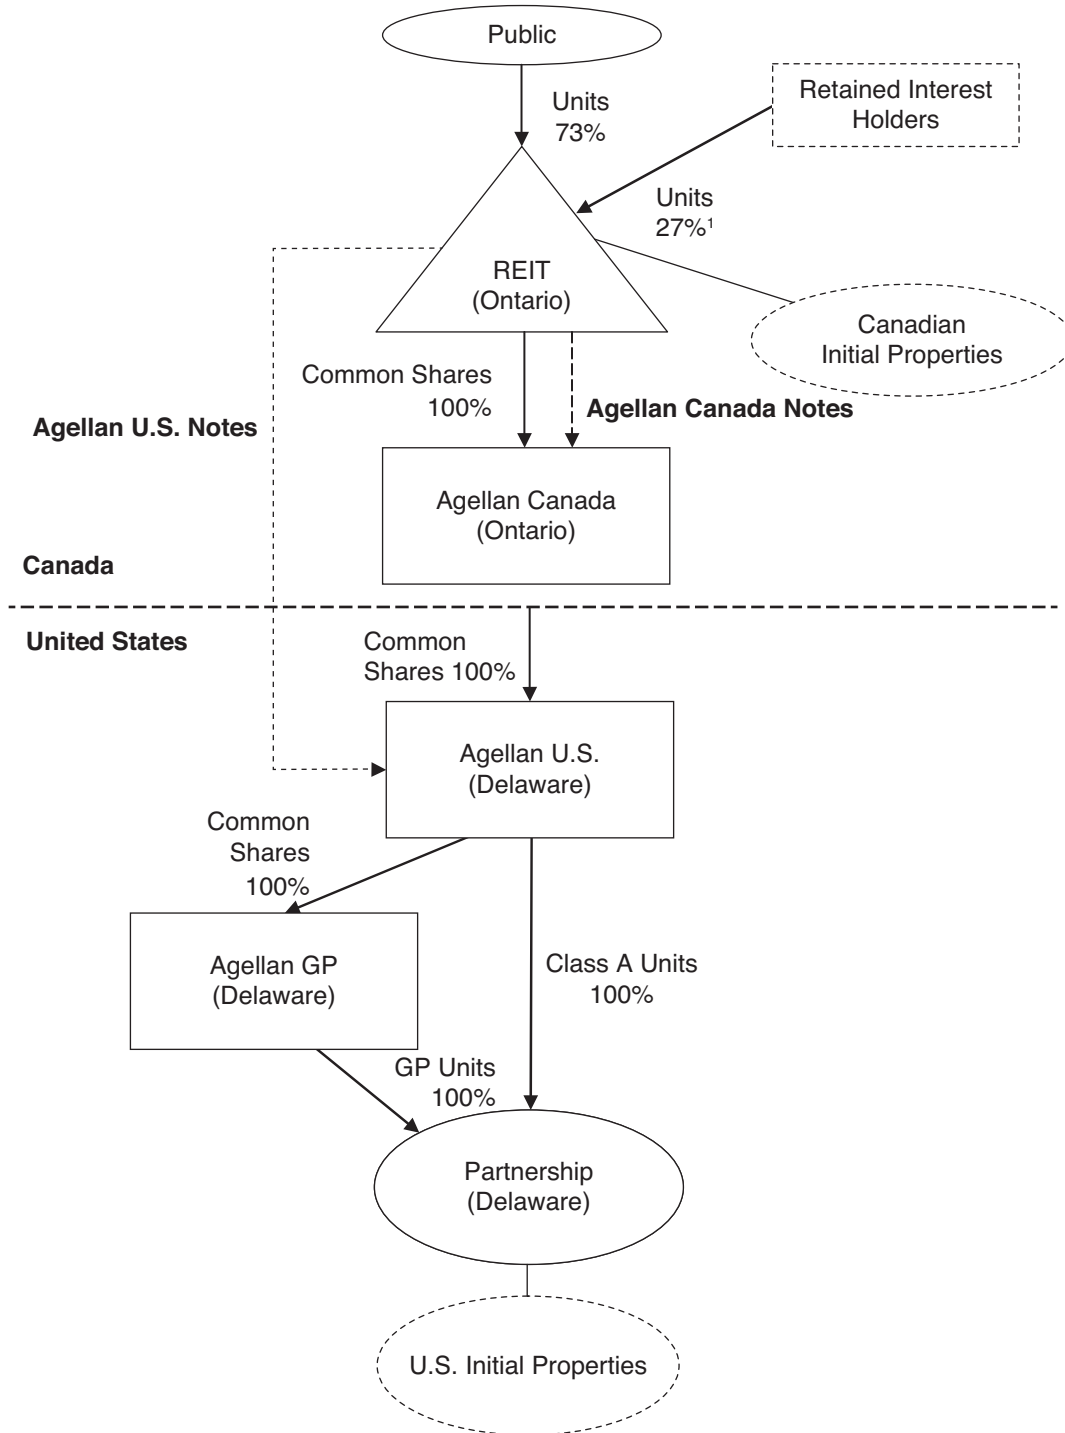 Public
Units
73%
Retained Interest
Holders
Units
27%¹
REIT
(Ontario)
Canadian
Initial Properties
Common Shares
100%
Agellan Canada Notes
Agellan U.S. Notes
Agellan Canada
(Ontario)
Canada
United States
Common
Shares 100%
Agellan U.S.
(Delaware)
Common
Shares
100%
Agellan GP
(Delaware)
Class A Units
100%
GP Units
100%
Partnership
(Delaware)
U.S. Initial Properties